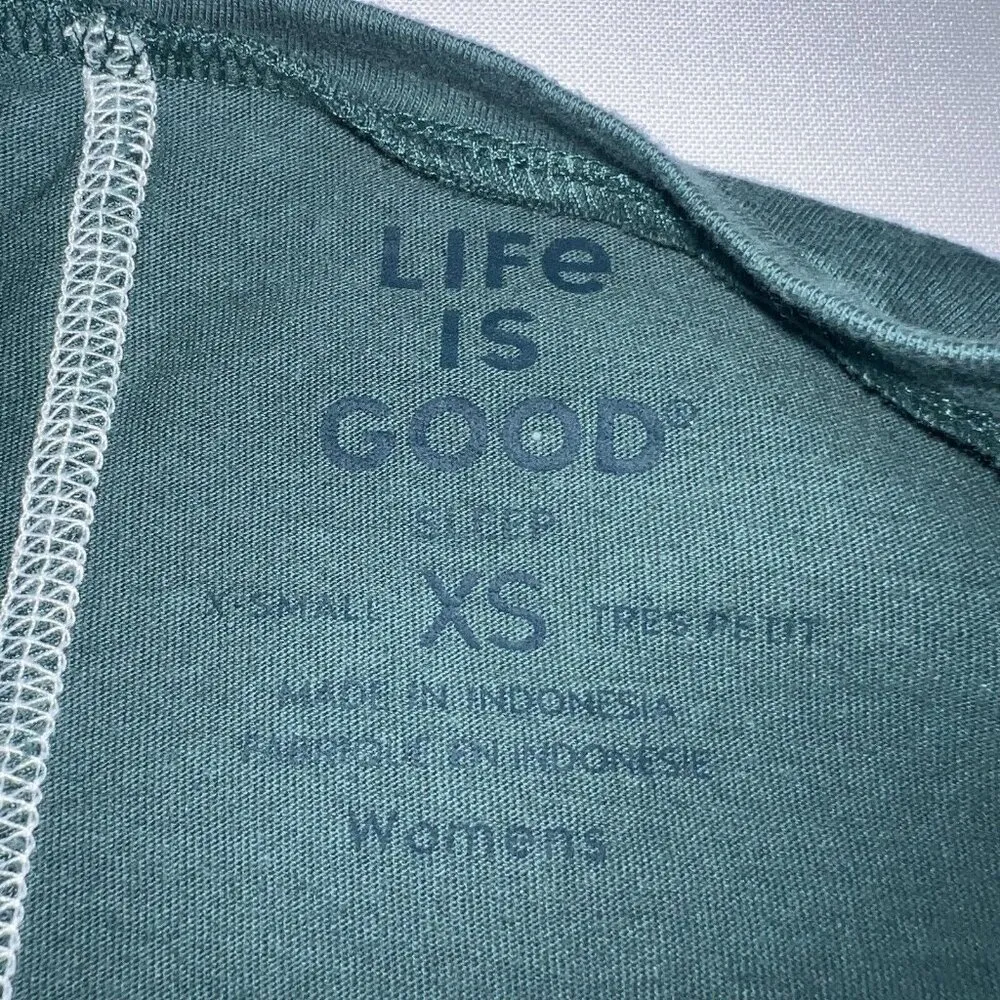 LIFe
IS
GOOD®
SLEEP
X-SMALL XS TRES PETIT
MADE IN INDONESIA
FABRIQUE EN INDONESIE
Womens